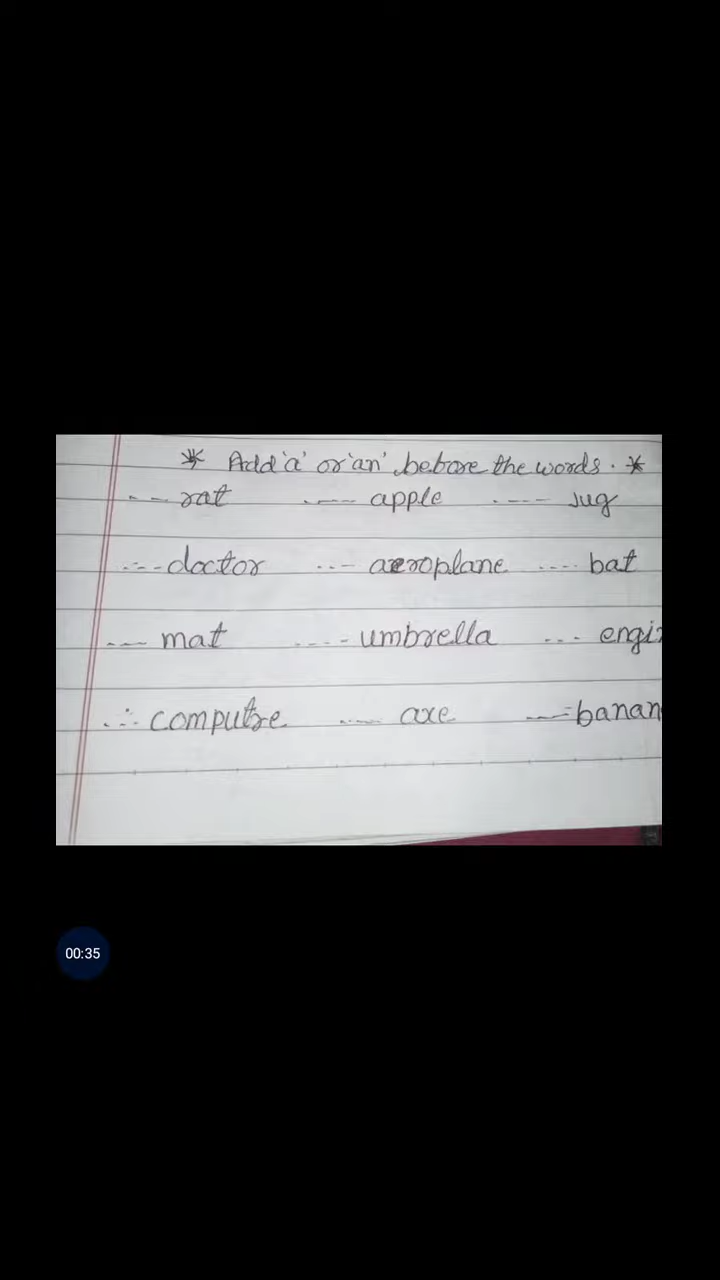 * Add 'a' or 'an' before the words. *
--- rat ---- apple ---- Jug
--- doctor --- aeroplane ---- bat
--- mat ---- umbrella --- engi
--- computre ---- axe ---- banan
00:35